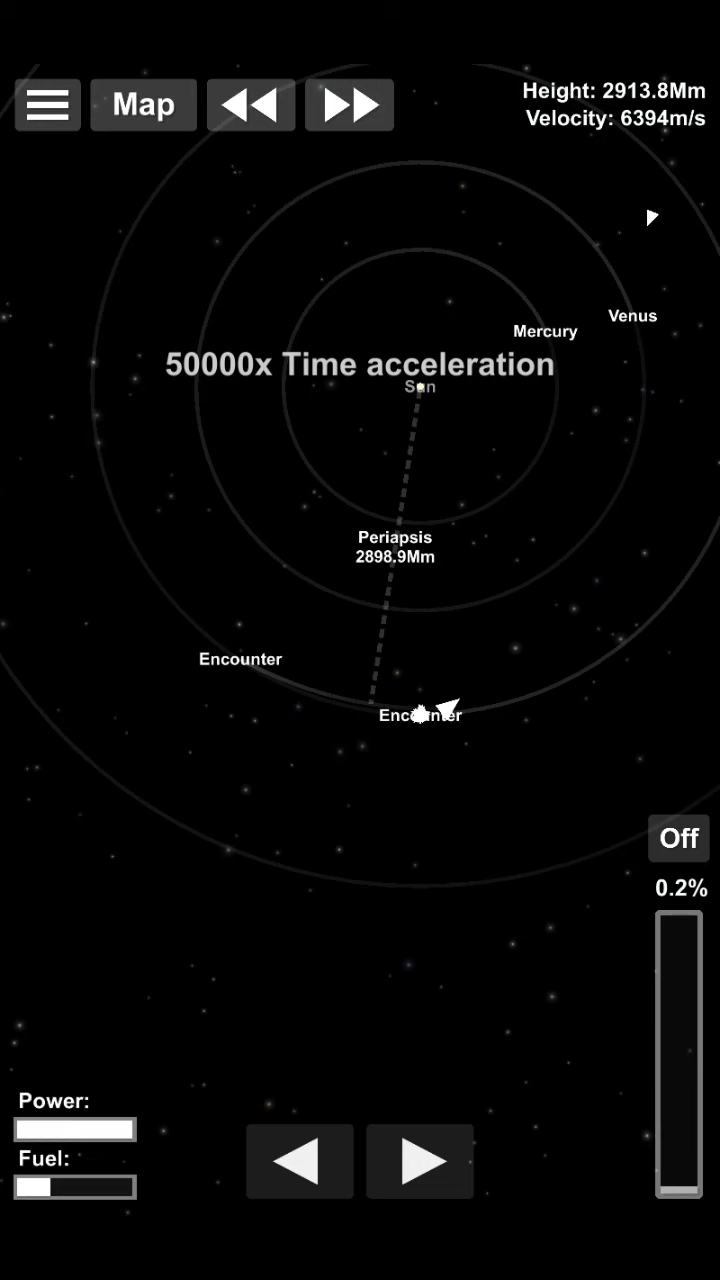 Map
Height: 2913.8Mm
Velocity: 6394m/s
Venus
Mercury
50000x Time acceleration
Sun
Periapsis
2898.9Mm
Encounter
Encounter
Off
0.2%
Power:
Fuel: